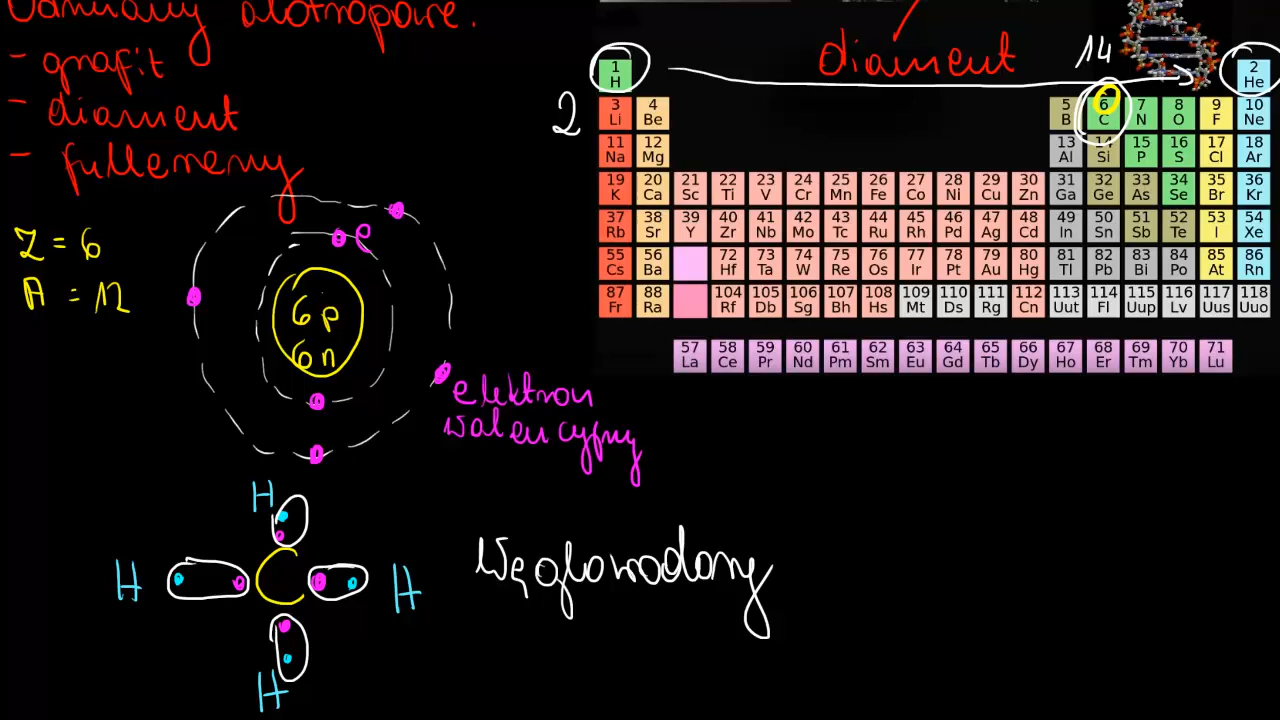 Odmiany alotropowe:
- grafit
- diament
- fullereny
Z = 6
A = 12
e
6 p
6 n
elektron
walencyjny
H
H C H
H
Węglowodory
diament
14
2
1 H 2 He
3 Li 4 Be 5 B 6 C 7 N 8 O 9 F 10 Ne
11 Na 12 Mg 13 Al 14 Si 15 P 16 S 17 Cl 18 Ar
19 K 20 Ca 21 Sc 22 Ti 23 V 24 Cr 25 Mn 26 Fe 27 Co 28 Ni 29 Cu 30 Zn 31 Ga 32 Ge 33 As 34 Se 35 Br 36 Kr
37 Rb 38 Sr 39 Y 40 Zr 41 Nb 42 Mo 43 Tc 44 Ru 45 Rh 46 Pd 47 Ag 48 Cd 49 In 50 Sn 51 Sb 52 Te 53 I 54 Xe
55 Cs 56 Ba 72 Hf 73 Ta 74 W 75 Re 76 Os 77 Ir 78 Pt 79 Au 80 Hg 81 Tl 82 Pb 83 Bi 84 Po 85 At 86 Rn
87 Fr 88 Ra 104 Rf 105 Db 106 Sg 107 Bh 108 Hs 109 Mt 110 Ds 111 Rg 112 Cn 113 Uut 114 Fl 115 Uup 116 Lv 117 Uus 118 Uuo
57 La 58 Ce 59 Pr 60 Nd 61 Pm 62 Sm 63 Eu 64 Gd 65 Tb 66 Dy 67 Ho 68 Er 69 Tm 70 Yb 71 Lu